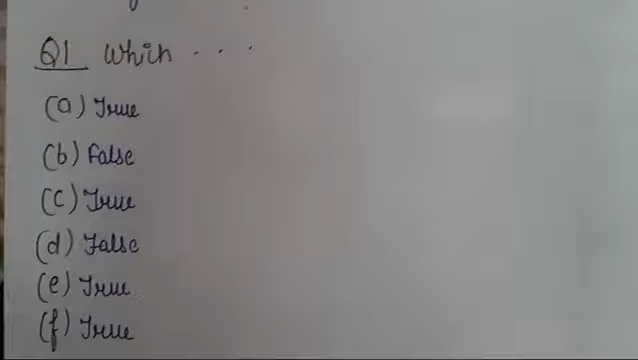 Q1 Which . . .
(a) True
(b) False
(c) True
(d) False
(e) True
(f) True